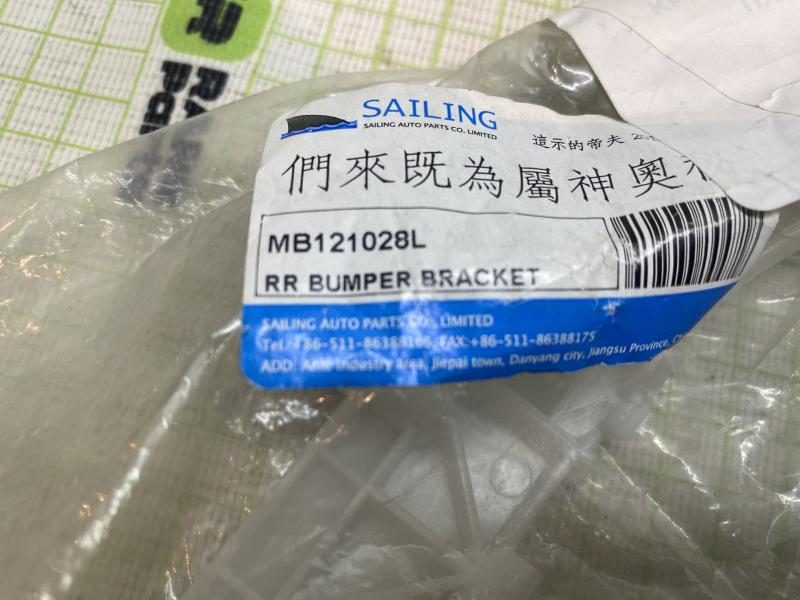 SAILING
SAILING AUTO PARTS CO. LIMITED
這示的帝夫
們來既為屬神奧
MB121028L
RR BUMPER BRACKET
SAILING AUTO PARTS CO., LIMITED
Tel: +86-511-86388106, FAX:+86-511-86388175
ADD: Anle Industry area, Jiepai town, Danyang city, Jiangsu Province,